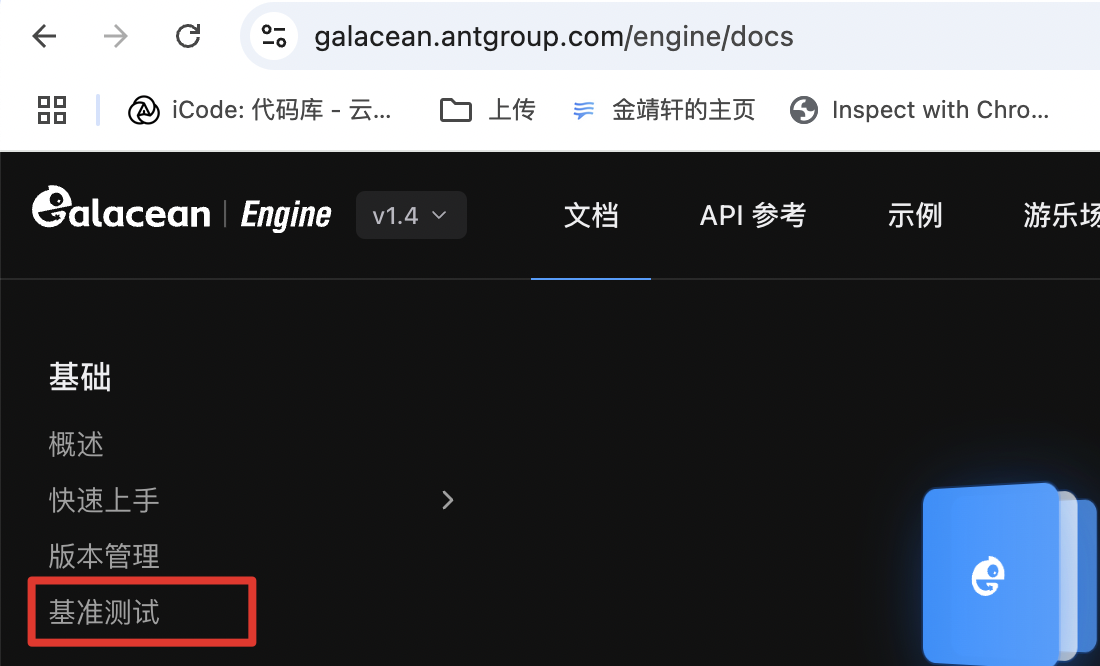 galacean.antgroup.com/engine/docs
iCode: 代码库 - 云... 上传 金靖轩的主页 Inspect with Chro...
Galacean | Engine v1.4 文档 API 参考 示例 游乐场
基础
概述
快速上手
版本管理
基准测试